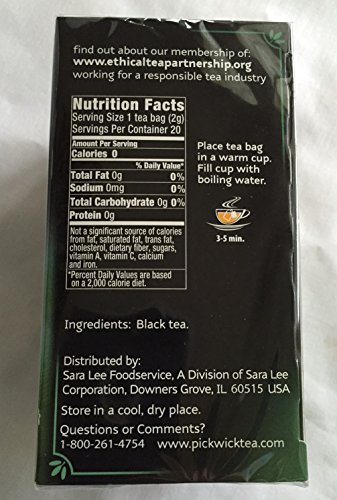 find out about our membership of:
www.ethicalteapartnership.org
working for a responsible tea industry
Nutrition Facts
Serving Size 1 tea bag (2g)
Servings Per Container 20
Amount Per Serving
Calories 0
% Daily Value*
Total Fat 0g 0%
Sodium 0mg 0%
Total Carbohydrate 0g 0%
Protein 0g
Not a significant source of calories
from fat, saturated fat, trans fat,
cholesterol, dietary fiber, sugars,
vitamin A, vitamin C, calcium
and iron.
*Percent Daily Values are based
on a 2,000 calorie diet.
Place tea bag
in a warm cup.
Fill cup with
boiling water.
3-5 min.
Ingredients: Black tea.
Distributed by:
Sara Lee Foodservice, A Division of Sara Lee
Corporation, Downers Grove, IL 60515 USA
Store in a cool, dry place.
Questions or Comments?
1-800-261-4754 www.pickwicktea.com